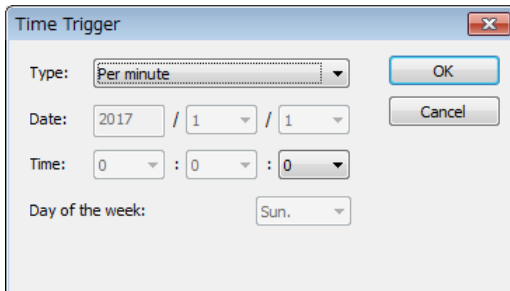 Time Trigger
Type: Per minute OK
Date: 2017 / 1 / 1 Cancel
Time: 0 : 0 : 0
Day of the week: Sun.